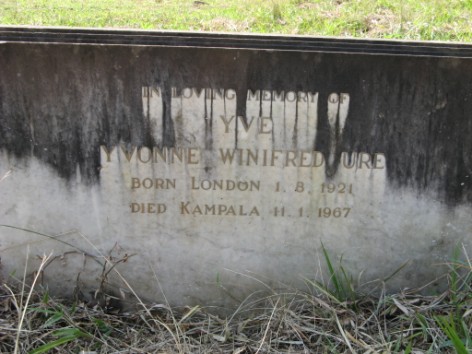 IN LOVING MEMORY OF
YVE
YVONNE WINIFRED URE
BORN LONDON 1.8.1921
DIED KAMPALA 11.1.1967